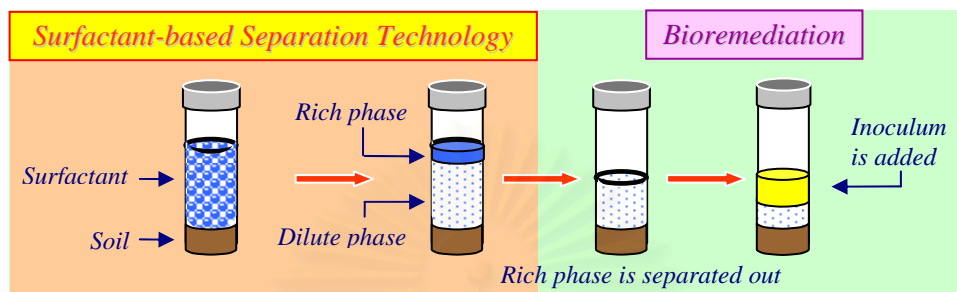 Surfactant-based Separation Technology
Bioremediation
Rich phase
Surfactant
Soil
Dilute phase
Inoculum
is added
Rich phase is separated out